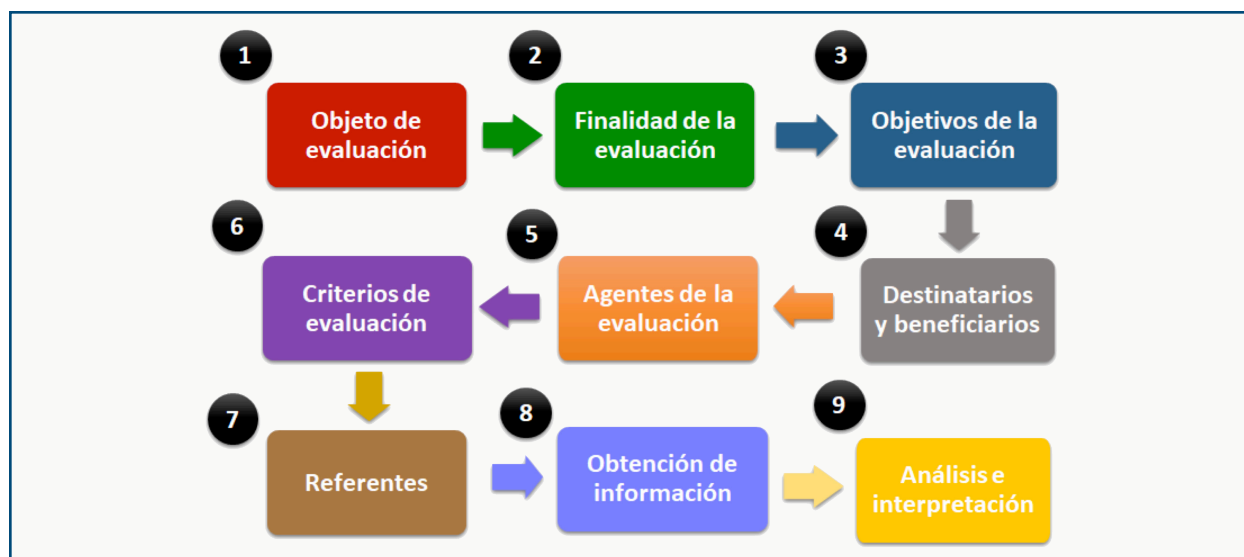 1
Objeto de
evaluación
2
Finalidad de la
evaluación
3
Objetivos de la
evaluación
4
Destinatarios
y beneficiarios
5
Agentes de la
evaluación
6
Criterios de
evaluación
7
Referentes
8
Obtención de
información
9
Análisis e
interpretación